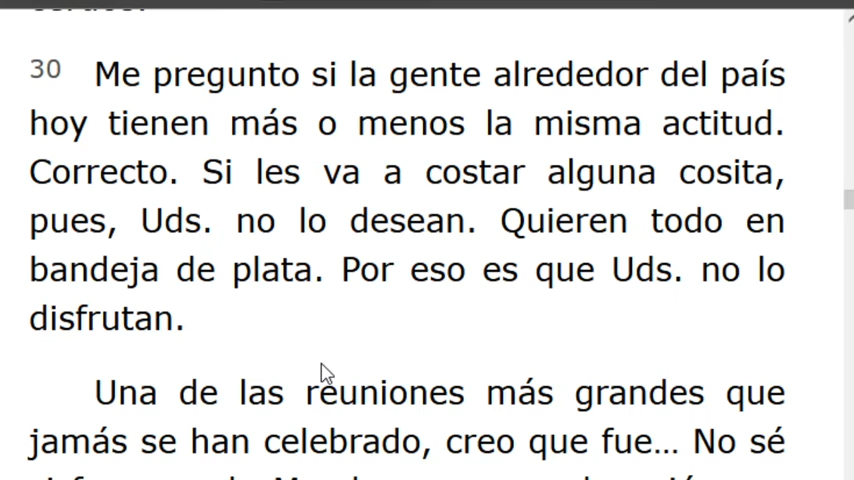 30 Me pregunto si la gente alrededor del país
hoy tienen más o menos la misma actitud.
Correcto. Si les va a costar alguna cosita,
pues, Uds. no lo desean. Quieren todo en
bandeja de plata. Por eso es que Uds. no lo
disfrutan.
Una de las reuniones más grandes que
jamás se han celebrado, creo que fue… No sé